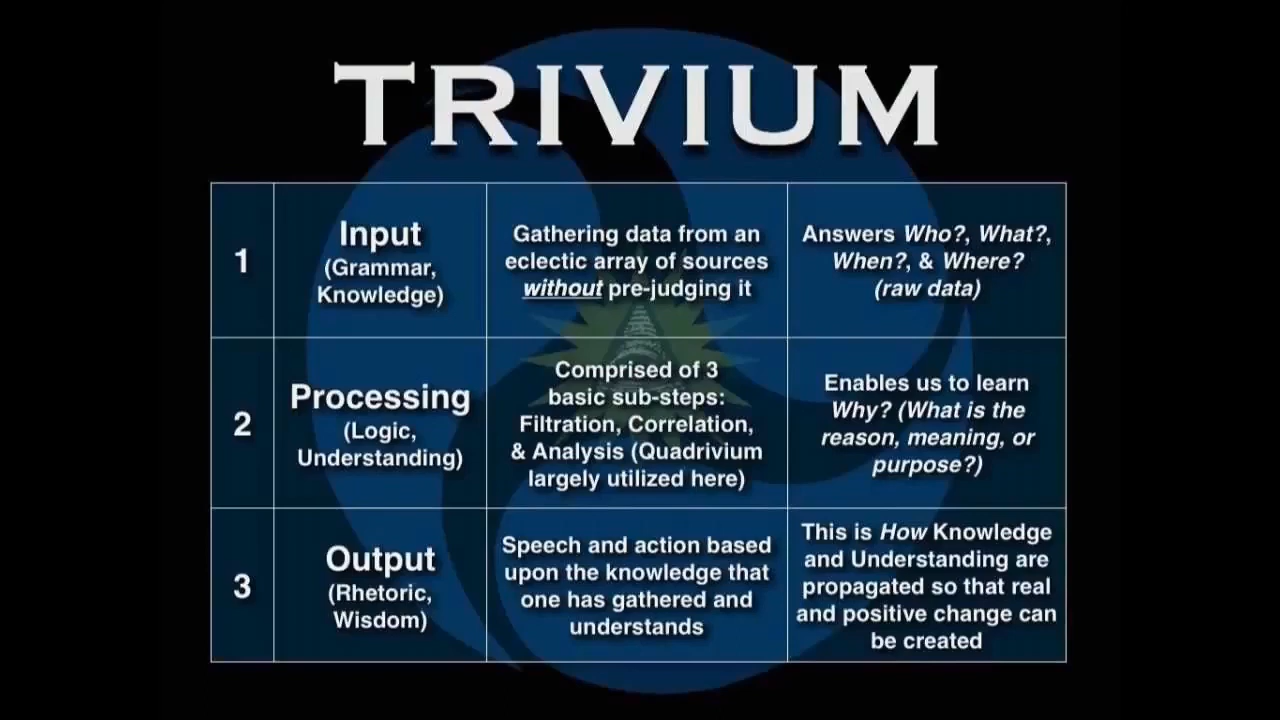 TRIVIUM
1
Input
(Grammar,
Knowledge)
Gathering data from an
eclectic array of sources
without pre-judging it
Answers Who?, What?,
When?, & Where?
(raw data)
2
Processing
(Logic,
Understanding)
Comprised of 3
basic sub-steps:
Filtration, Correlation,
& Analysis (Quadrivium
largely utilized here)
Enables us to learn
Why? (What is the
reason, meaning, or
purpose?)
3
Output
(Rhetoric,
Wisdom)
Speech and action based
upon the knowledge that
one has gathered and
understands
This is How Knowledge
and Understanding are
propagated so that real
and positive change can
be created